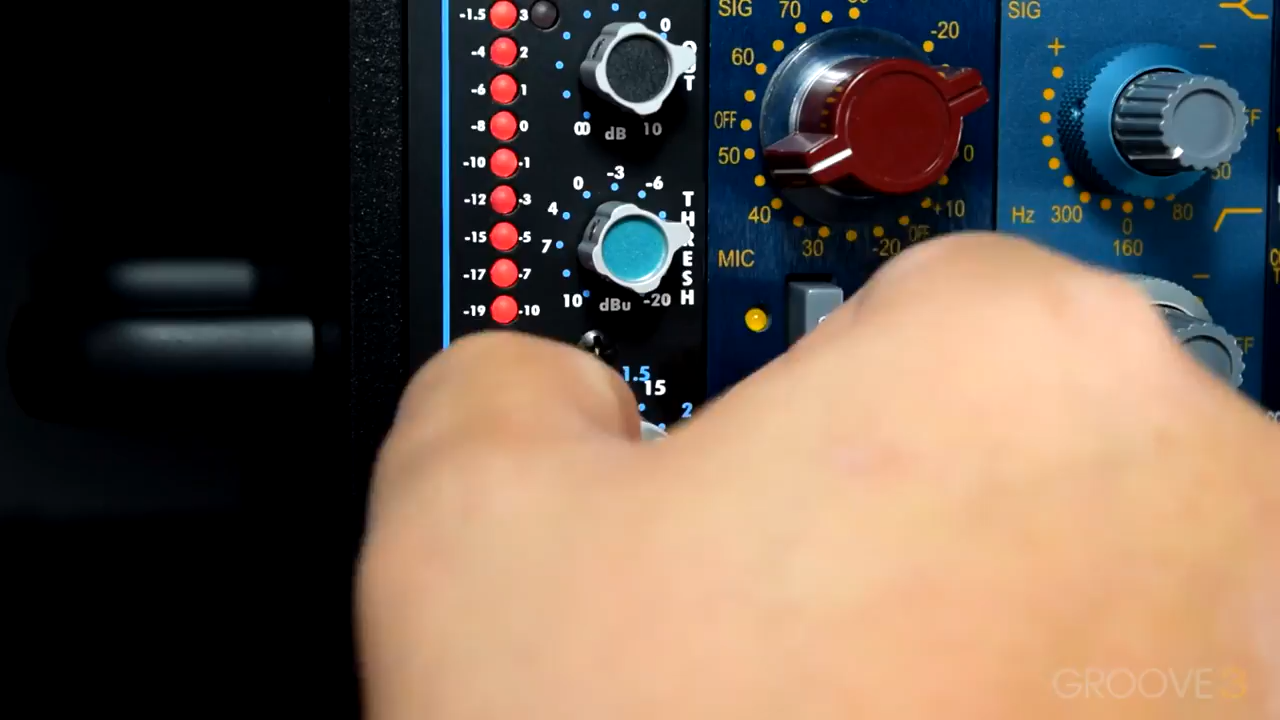 -1.5 3
-4 2
-6 1
-8 0
-10 -1
-12 -3
-15 -5
-17 -7
-19 -10
0
∞ dB 10
-3
0 -6
4
7
10 dBu -20
THRESH
1.5
15
2
SIG 70
60 -20
OFF
50 0
40 +10
30 -20 OFF
MIC
SIG
+ −
Hz 300 0 80
160
−
GROOVE3